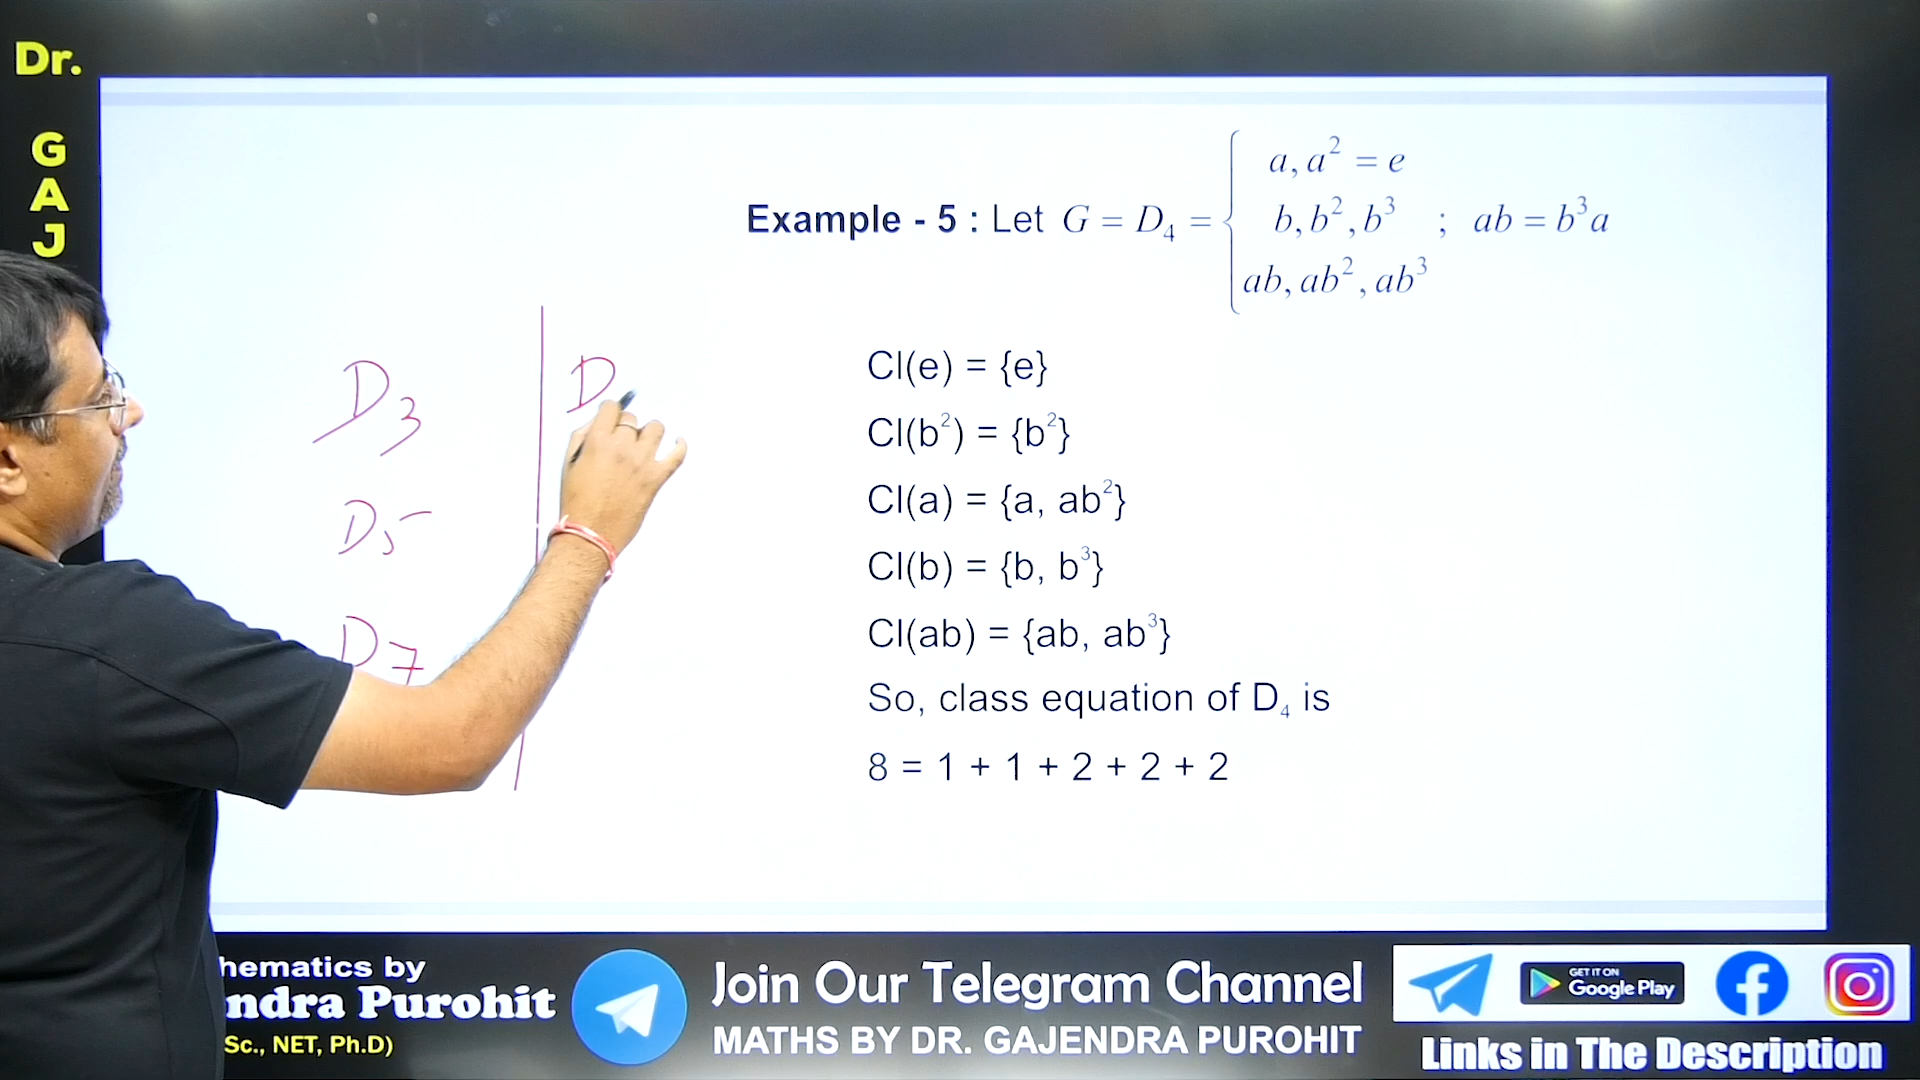 Dr.
G
A
J
Example - 5 : Let G = D₄ = { a, a² = e
b, b², b³ ; ab = b³a
ab, ab², ab³
Cl(e) = {e}
Cl(b²) = {b²}
Cl(a) = {a, ab²}
Cl(b) = {b, b³}
Cl(ab) = {ab, ab³}
So, class equation of D₄ is
8 = 1 + 1 + 2 + 2 + 2
D₃
D₅
D₇
D
hematics by
ndra Purohit
Sc., NET, Ph.D)
Join Our Telegram Channel
MATHS BY DR. GAJENDRA PUROHIT
GET IT ON
Google Play
Links in The Description